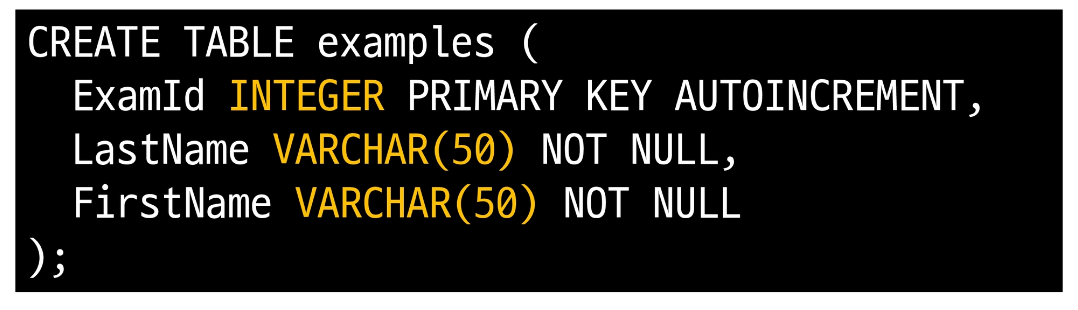 CREATE TABLE examples (
  ExamId INTEGER PRIMARY KEY AUTOINCREMENT,
  LastName VARCHAR(50) NOT NULL,
  FirstName VARCHAR(50) NOT NULL
);